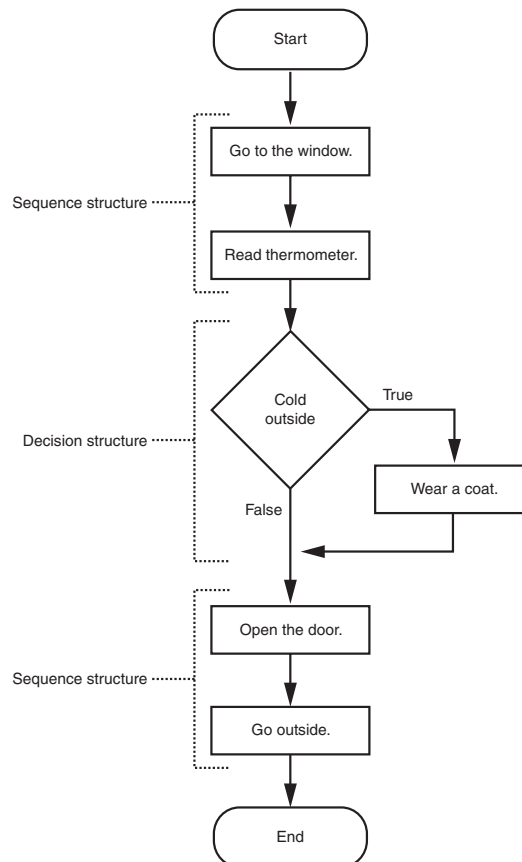 Start
Go to the window.
Sequence structure
Read thermometer.
Cold
outside
True
Decision structure
Wear a coat.
False
Open the door.
Sequence structure
Go outside.
End